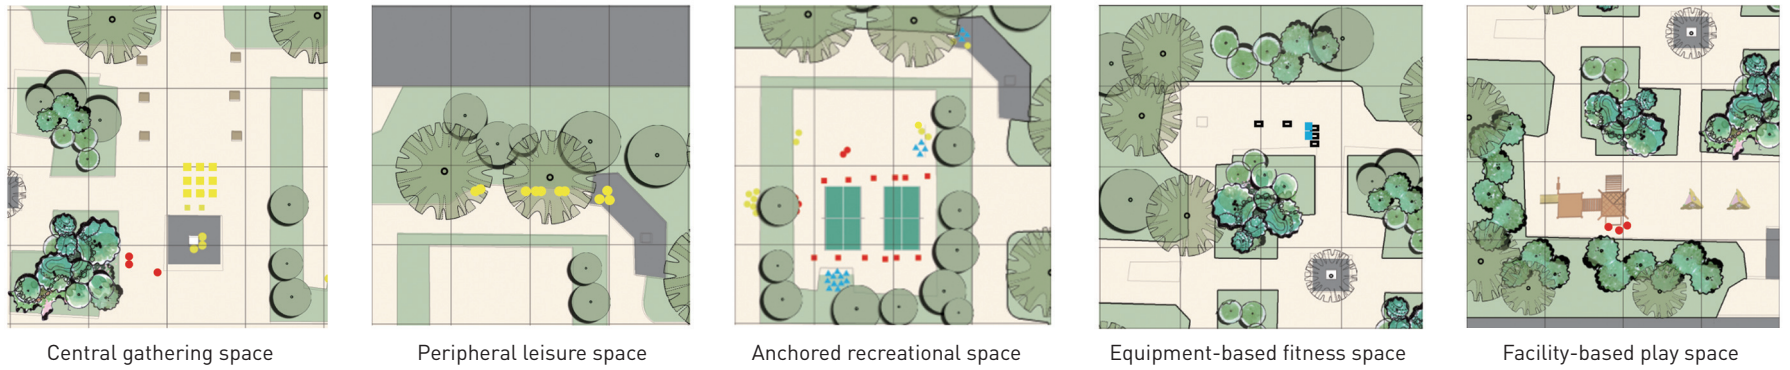 Central gathering space
Peripheral leisure space
Anchored recreational space
Equipment-based fitness space
Facility-based play space